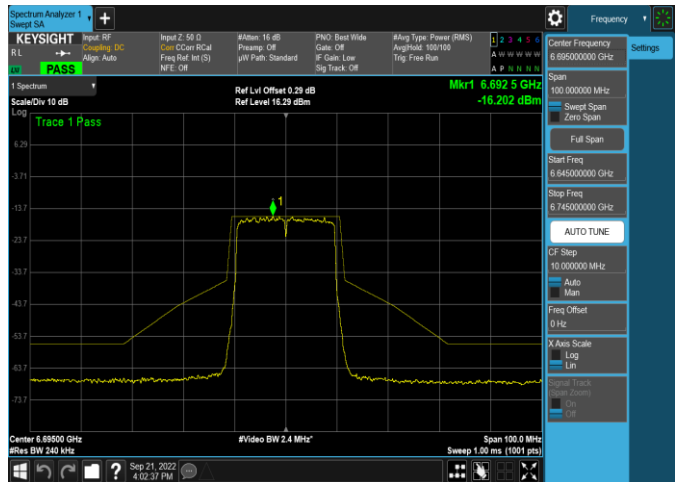 Spectrum Analyzer 1
Swept SA
Frequency
KEYSIGHT
Input: RF
Coupling: DC
Align: Auto
Input Z: 50 Ω
Corr CCorr RCal
Freq Ref: Int (S)
NFE: Off
#Atten: 16 dB
Preamp: Off
µW Path: Standard
PNO: Best Wide
Gate: Off
IF Gain: Low
Sig Track: Off
#Avg Type: Power (RMS)
Avg|Hold: 100/100
Trig: Free Run
1 2 3 4 5 6
A W W W W W
A P N N N N
R L
PASS
1 Spectrum
Scale/Div 10 dB
Log
Ref Lvl Offset 0.29 dB
Ref Level 16.29 dBm
Mkr1 6.692 5 GHz
-16.202 dBm
Trace 1 Pass
6.29
-3.71
-13.7
-23.7
-33.7
-43.7
-53.7
-63.7
-73.7
1
Center 6.69500 GHz
#Res BW 240 kHz
#Video BW 2.4 MHz*
Span 100.0 MHz
Sweep 1.00 ms (1001 pts)
Sep 21, 2022
4:02:37 PM
Settings
Center Frequency
6.695000000 GHz
Span
100.000000 MHz
Swept Span
Zero Span
Full Span
Start Freq
6.645000000 GHz
Stop Freq
6.745000000 GHz
AUTO TUNE
CF Step
10.000000 MHz
Auto
Man
Freq Offset
0 Hz
X Axis Scale
Log
Lin
Signal Track
(Span Zoom)
On
Off